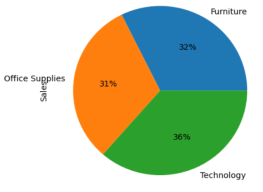 Furniture
32%
Office Supplies
31%
Sales
36%
Technology